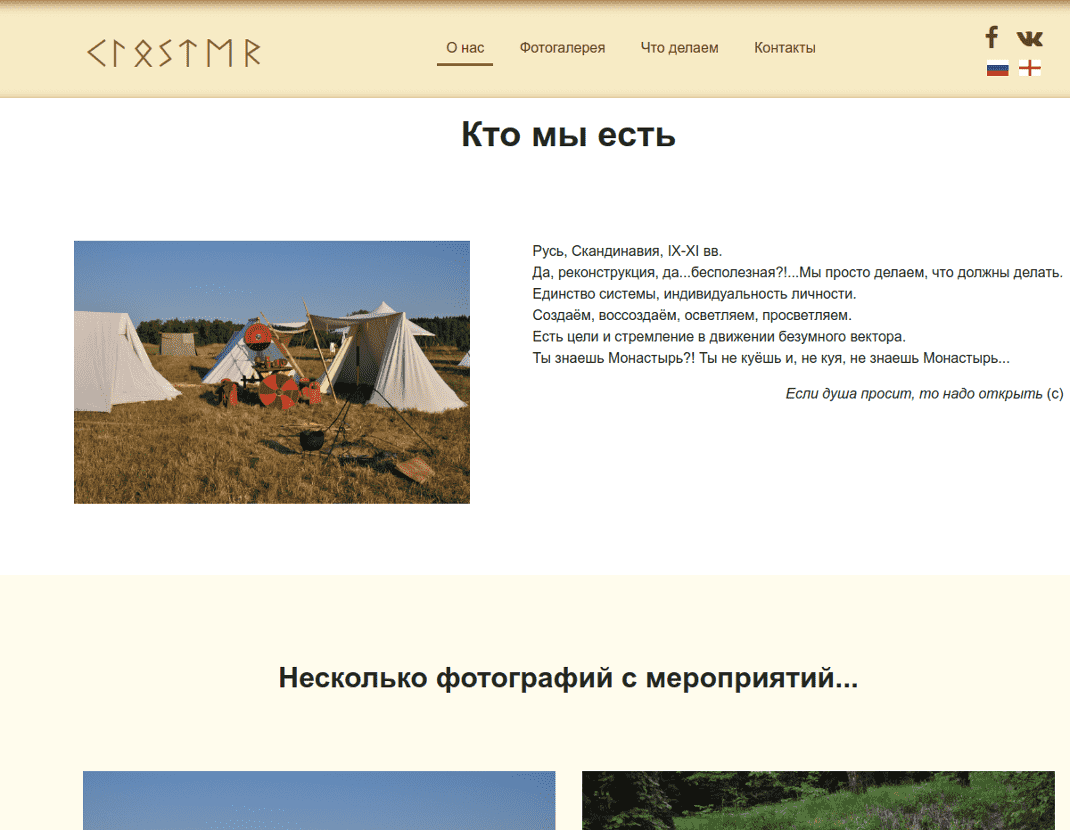 ᚲᛚᛟᛊᛏᛖᚱ
О нас Фотогалерея Что делаем Контакты
Кто мы есть
Русь, Скандинавия, IX-XI вв.
Да, реконструкция, да...бесполезная?!...Мы просто делаем, что должны делать.
Единство системы, индивидуальность личности.
Создаём, воссоздаём, осветляем, просветляем.
Есть цели и стремление в движении безумного вектора.
Ты знаешь Монастырь?! Ты не куёшь и, не куя, не знаешь Монастырь...
Если душа просит, то надо открыть (с)
Несколько фотографий с мероприятий...